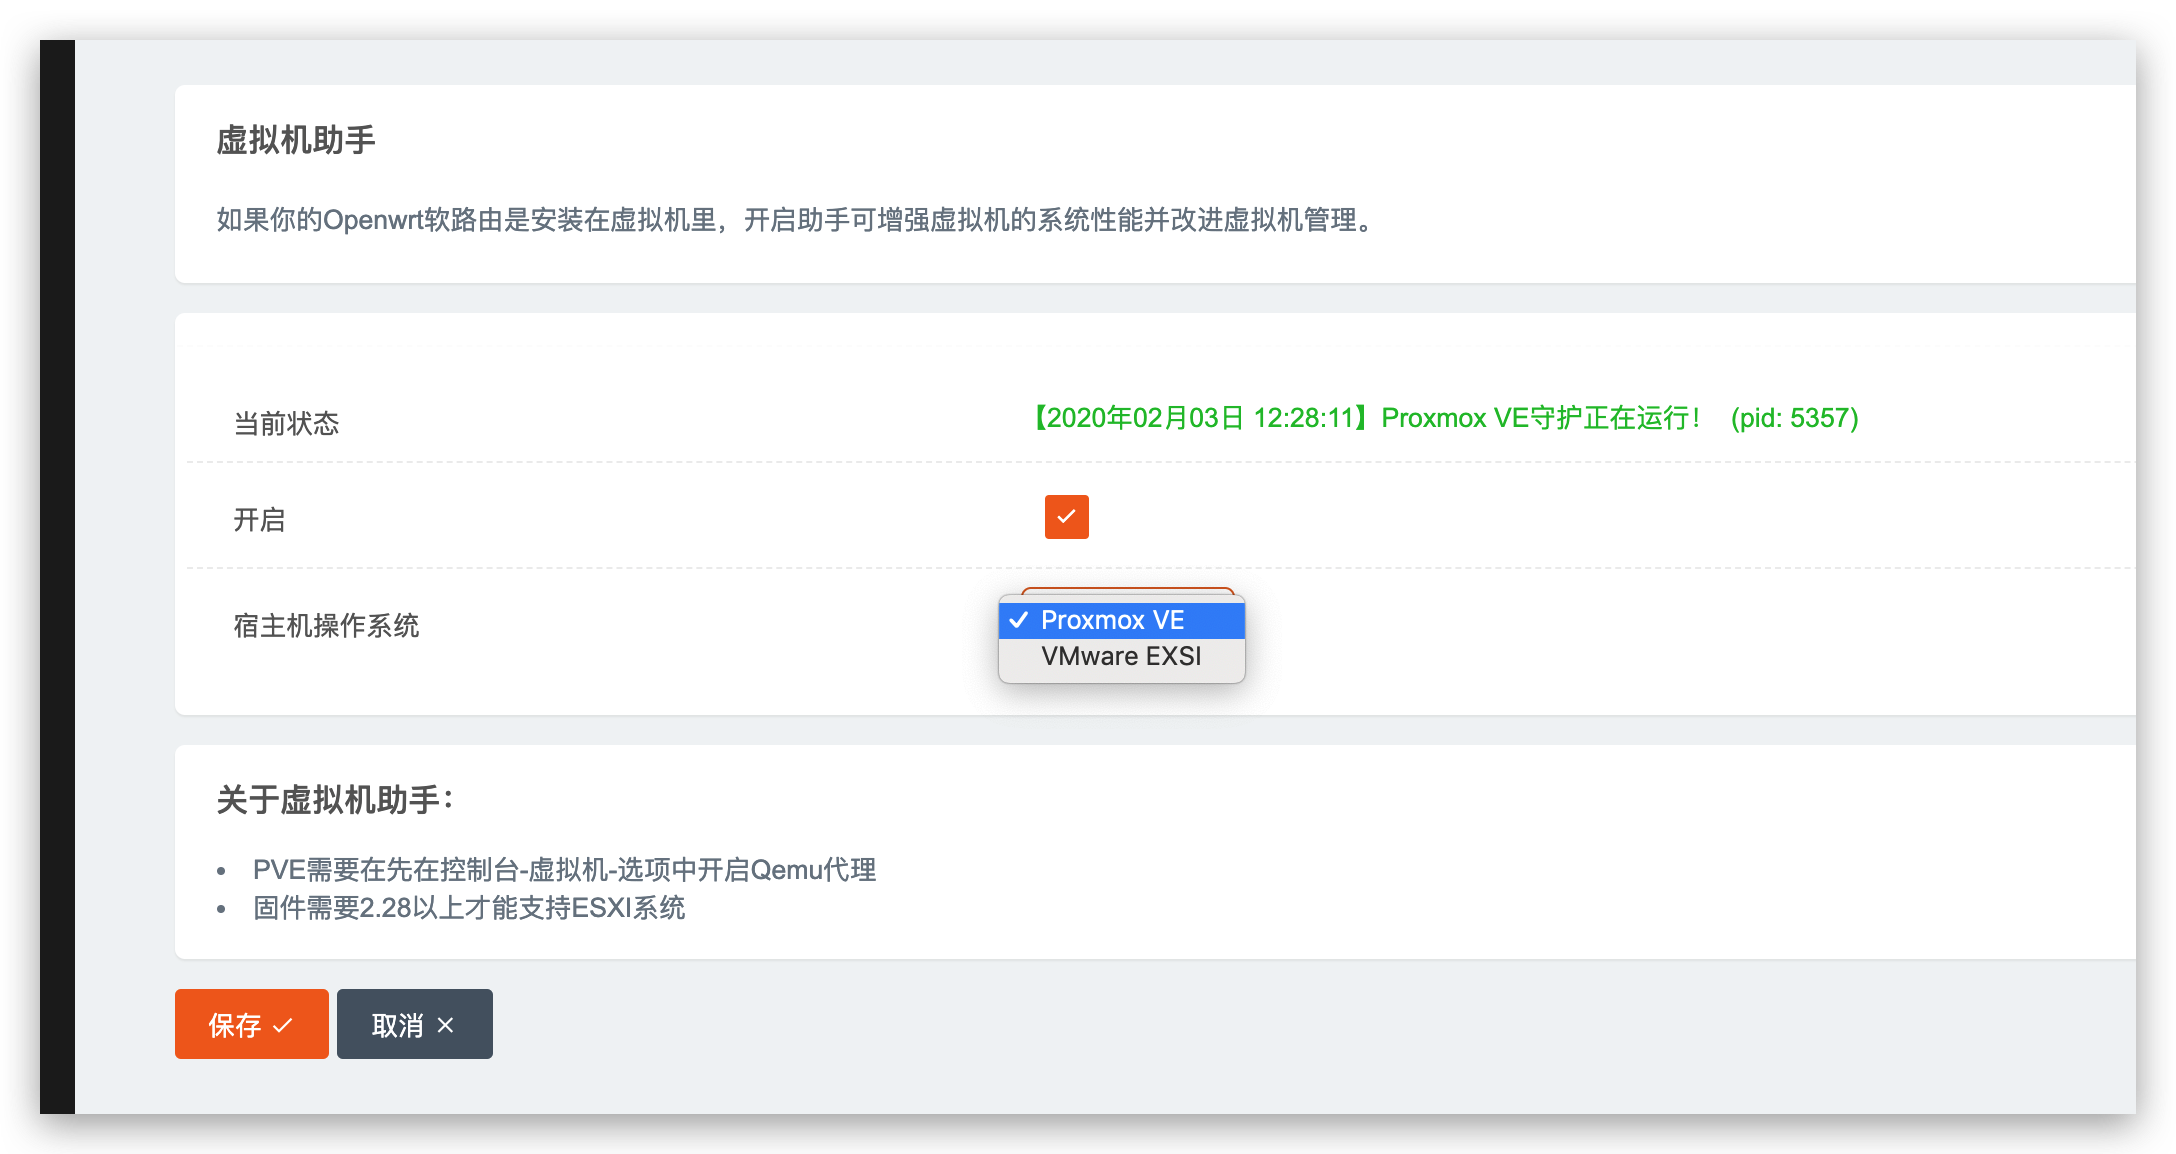 虚拟机助手
如果你的Openwrt软路由是安装在虚拟机里，开启助手可增强虚拟机的系统性能并改进虚拟机管理。
当前状态
【2020年02月03日 12:28:11】Proxmox VE守护正在运行！ (pid: 5357)
开启
宿主机操作系统
Proxmox VE
VMware EXSI
关于虚拟机助手：
PVE需要在先在控制台-虚拟机-选项中开启Qemu代理
固件需要2.28以上才能支持ESXI系统
保存
取消